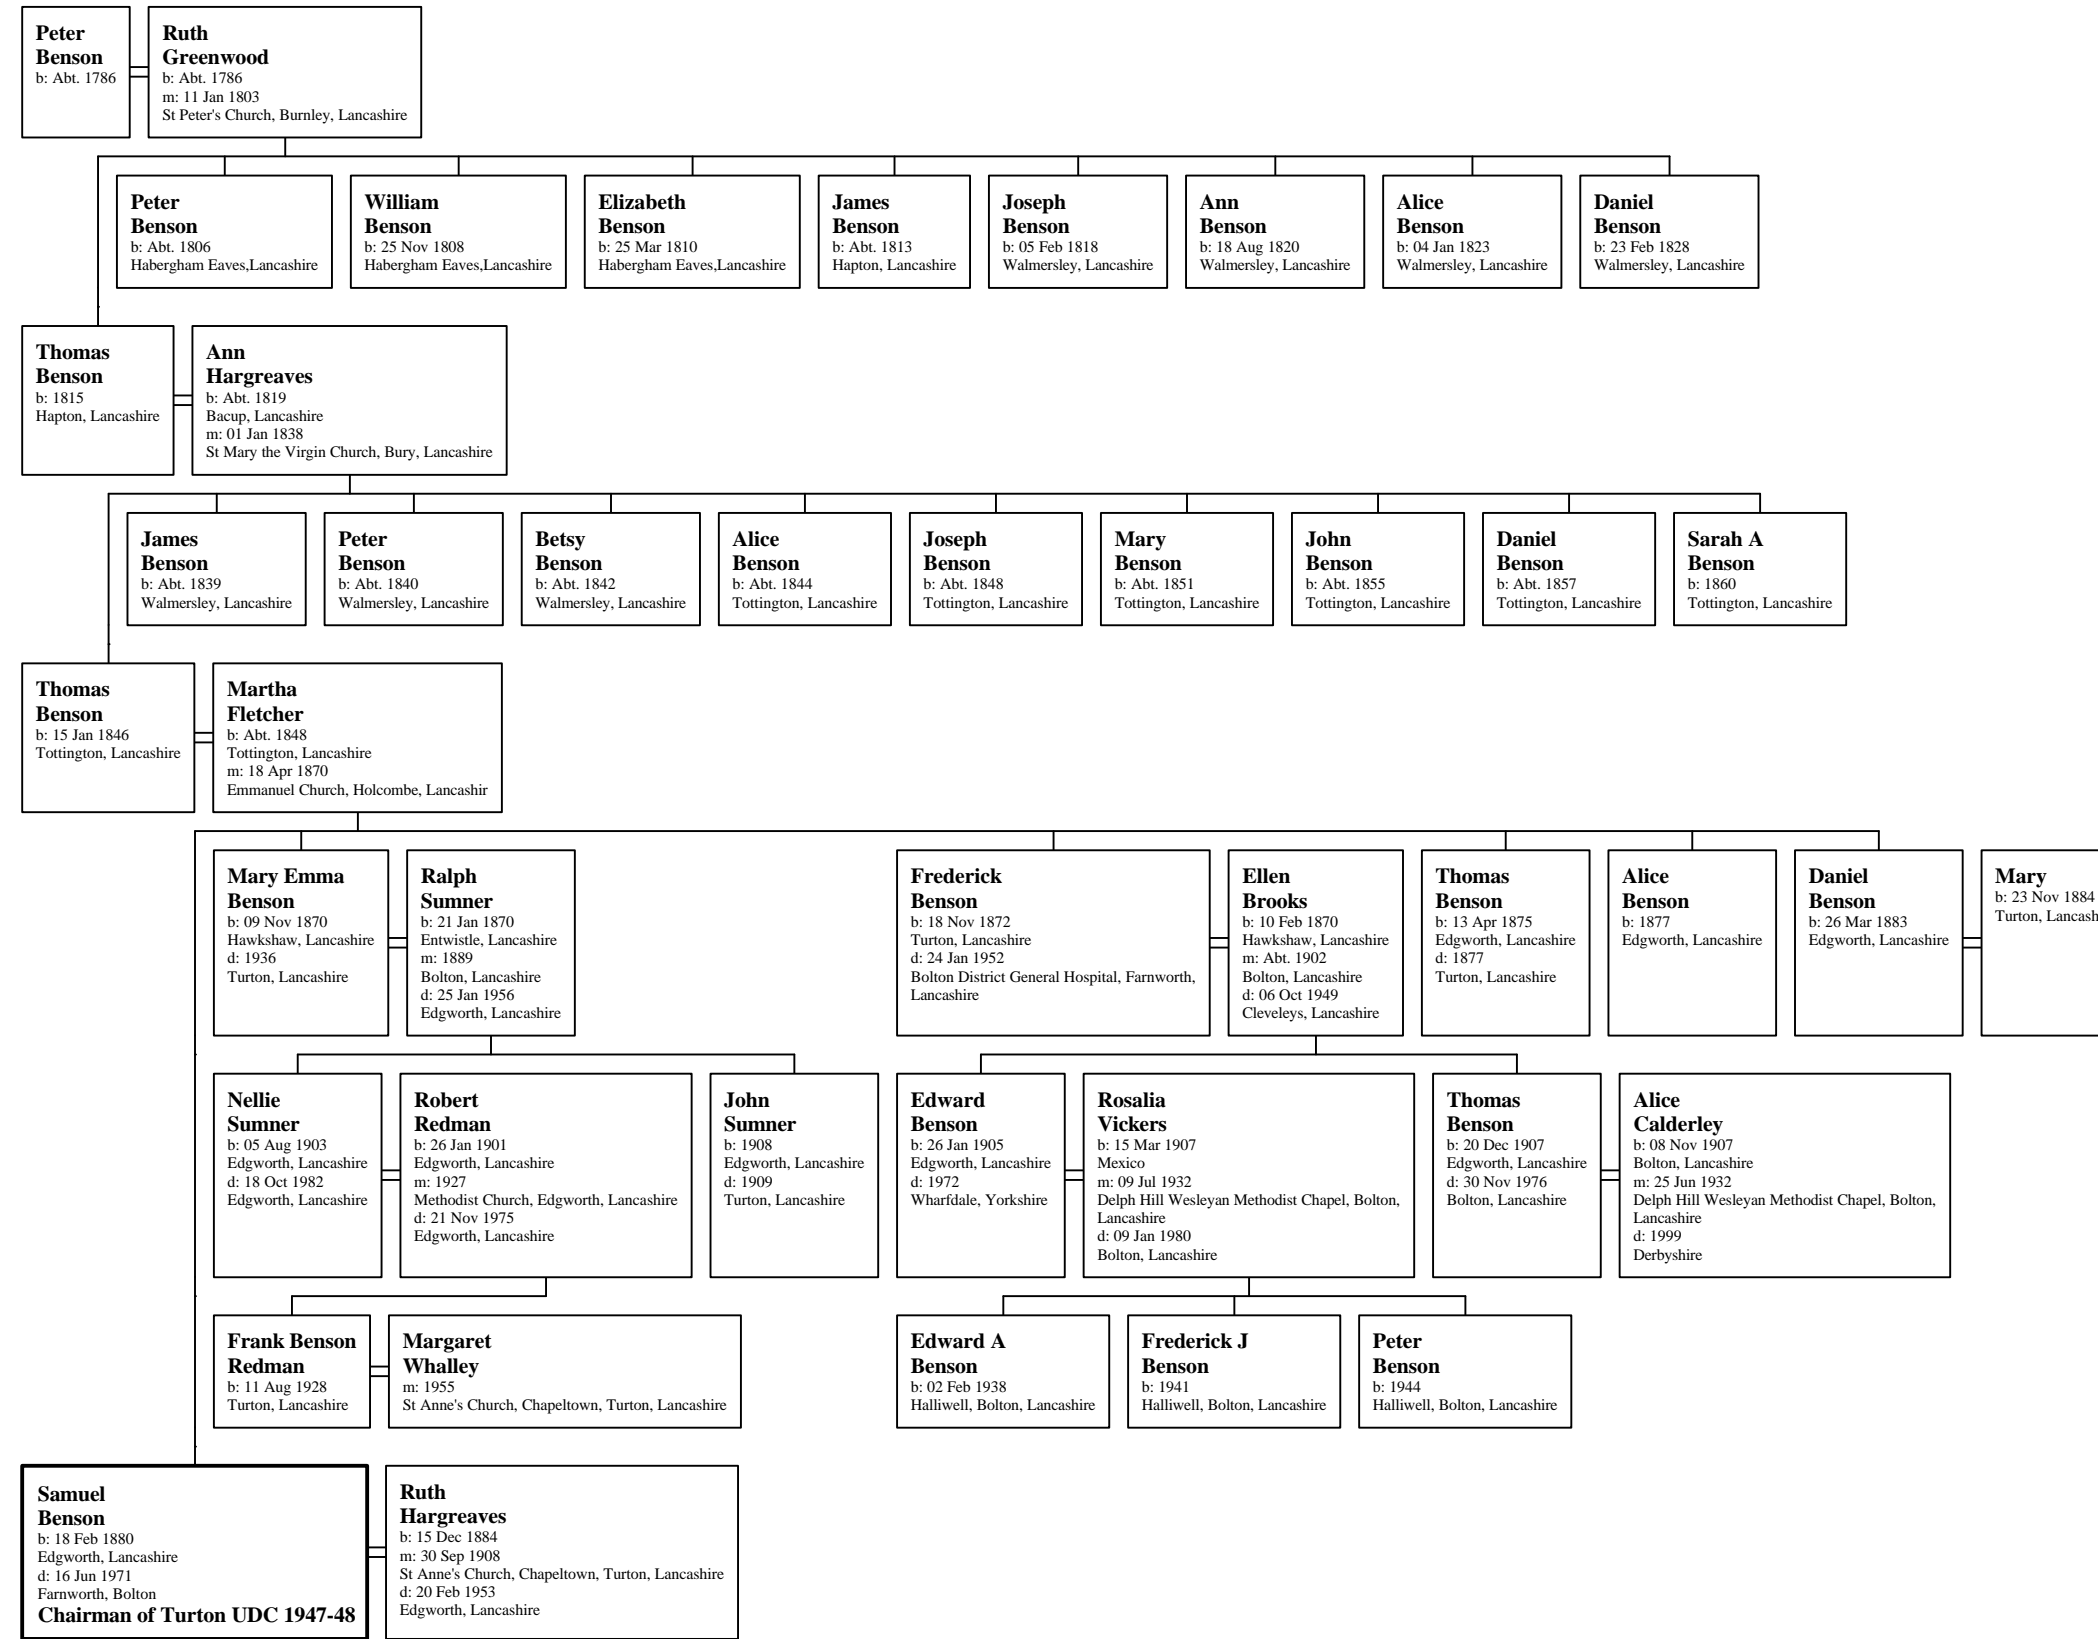 Peter
Benson
b: Abt. 1786
Ruth
Greenwood
b: Abt. 1786
m: 11 Jan 1803
St Peter's Church, Burnley, Lancashire
Peter
Benson
b: Abt. 1806
Habergham Eaves,Lancashire
William
Benson
b: 25 Nov 1808
Habergham Eaves,Lancashire
Elizabeth
Benson
b: 25 Mar 1810
Habergham Eaves,Lancashire
James
Benson
b: Abt. 1813
Hapton, Lancashire
Joseph
Benson
b: 05 Feb 1818
Walmersley, Lancashire
Ann
Benson
b: 18 Aug 1820
Walmersley, Lancashire
Alice
Benson
b: 04 Jan 1823
Walmersley, Lancashire
Daniel
Benson
b: 23 Feb 1828
Walmersley, Lancashire
Thomas
Benson
b: 1815
Hapton, Lancashire
Ann
Hargreaves
b: Abt. 1819
Bacup, Lancashire
m: 01 Jan 1838
St Mary the Virgin Church, Bury, Lancashire
James
Benson
b: Abt. 1839
Walmersley, Lancashire
Peter
Benson
b: Abt. 1840
Walmersley, Lancashire
Betsy
Benson
b: Abt. 1842
Walmersley, Lancashire
Alice
Benson
b: Abt. 1844
Tottington, Lancashire
Joseph
Benson
b: Abt. 1848
Tottington, Lancashire
Mary
Benson
b: Abt. 1851
Tottington, Lancashire
John
Benson
b: Abt. 1855
Tottington, Lancashire
Daniel
Benson
b: Abt. 1857
Tottington, Lancashire
Sarah A
Benson
b: 1860
Tottington, Lancashire
Thomas
Benson
b: 15 Jan 1846
Tottington, Lancashire
Martha
Fletcher
b: Abt. 1848
Tottington, Lancashire
m: 18 Apr 1870
Emmanuel Church, Holcombe, Lancashir
Mary Emma
Benson
b: 09 Nov 1870
Hawkshaw, Lancashire
d: 1936
Turton, Lancashire
Ralph
Sumner
b: 21 Jan 1870
Entwistle, Lancashire
m: 1889
Bolton, Lancashire
d: 25 Jan 1956
Edgworth, Lancashire
Frederick
Benson
b: 18 Nov 1872
Turton, Lancashire
d: 24 Jan 1952
Bolton District General Hospital, Farnworth,
Lancashire
Ellen
Brooks
b: 10 Feb 1870
Hawkshaw, Lancashire
m: Abt. 1902
Bolton, Lancashire
d: 06 Oct 1949
Cleveleys, Lancashire
Thomas
Benson
b: 13 Apr 1875
Edgworth, Lancashire
d: 1877
Turton, Lancashire
Alice
Benson
b: 1877
Edgworth, Lancashire
Daniel
Benson
b: 26 Mar 1883
Edgworth, Lancashire
Mary
b: 23 Nov 1884
Turton, Lancash
Nellie
Sumner
b: 05 Aug 1903
Edgworth, Lancashire
d: 18 Oct 1982
Edgworth, Lancashire
Robert
Redman
b: 26 Jan 1901
Edgworth, Lancashire
m: 1927
Methodist Church, Edgworth, Lancashire
d: 21 Nov 1975
Edgworth, Lancashire
John
Sumner
b: 1908
Edgworth, Lancashire
d: 1909
Turton, Lancashire
Edward
Benson
b: 26 Jan 1905
Edgworth, Lancashire
d: 1972
Wharfdale, Yorkshire
Rosalia
Vickers
b: 15 Mar 1907
Mexico
m: 09 Jul 1932
Delph Hill Wesleyan Methodist Chapel, Bolton,
Lancashire
d: 09 Jan 1980
Bolton, Lancashire
Thomas
Benson
b: 20 Dec 1907
Edgworth, Lancashire
d: 30 Nov 1976
Bolton, Lancashire
Alice
Calderley
b: 08 Nov 1907
Bolton, Lancashire
m: 25 Jun 1932
Delph Hill Wesleyan Methodist Chapel, Bolton,
Lancashire
d: 1999
Derbyshire
Frank Benson
Redman
b: 11 Aug 1928
Turton, Lancashire
Margaret
Whalley
m: 1955
St Anne's Church, Chapeltown, Turton, Lancashire
Edward A
Benson
b: 02 Feb 1938
Halliwell, Bolton, Lancashire
Frederick J
Benson
b: 1941
Halliwell, Bolton, Lancashire
Peter
Benson
b: 1944
Halliwell, Bolton, Lancashire
Samuel
Benson
b: 18 Feb 1880
Edgworth, Lancashire
d: 16 Jun 1971
Farnworth, Bolton
Chairman of Turton UDC 1947-48
Ruth
Hargreaves
b: 15 Dec 1884
m: 30 Sep 1908
St Anne's Church, Chapeltown, Turton, Lancashire
d: 20 Feb 1953
Edgworth, Lancashire